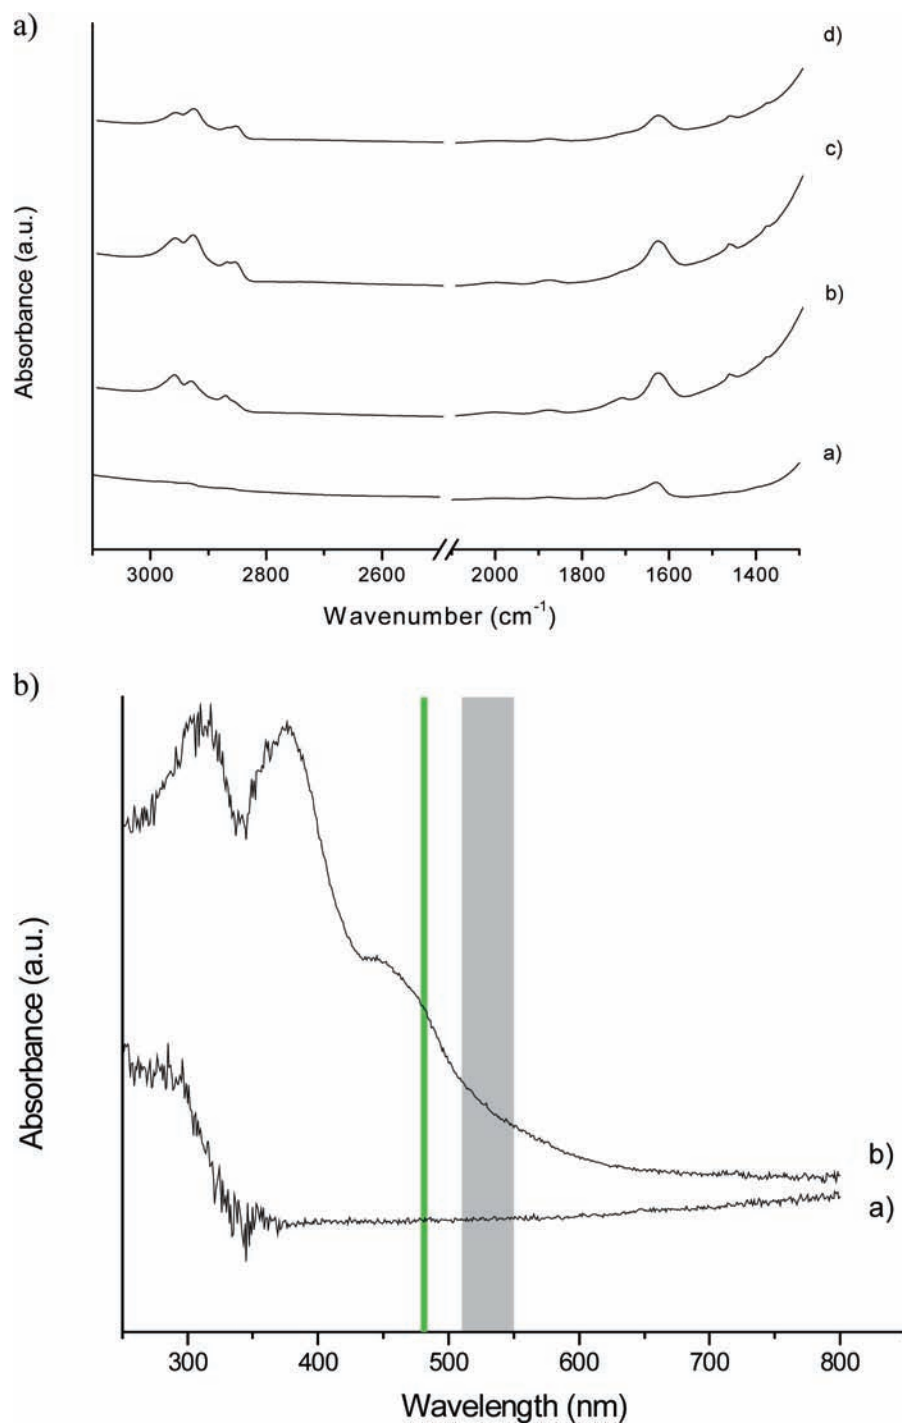 a)
d)
c)
b)
a)
Absorbance (a.u.)
3000 2800 2600 2000 1800 1600 1400
Wavenumber (cm⁻¹)
b)
Absorbance (a.u.)
b)
a)
300 400 500 600 700 800
Wavelength (nm)